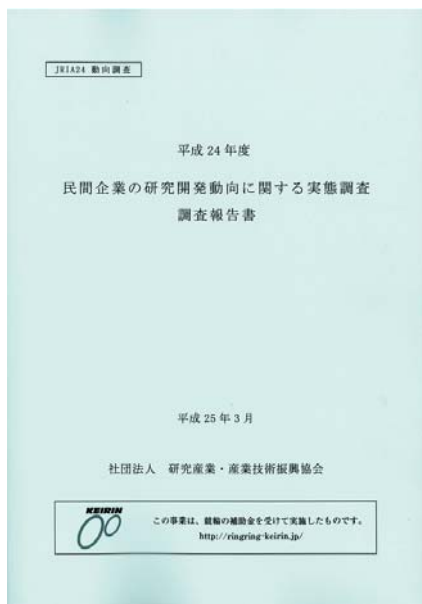 JRIA24 動向調査
平成 24 年度
民間企業の研究開発動向に関する実態調査
調査報告書
平成 25 年 3 月
社団法人 研究産業・産業技術振興協会
KEIRIN
この事業は、競輪の補助金を受けて実施したものです。
http://ringring-keirin.jp/